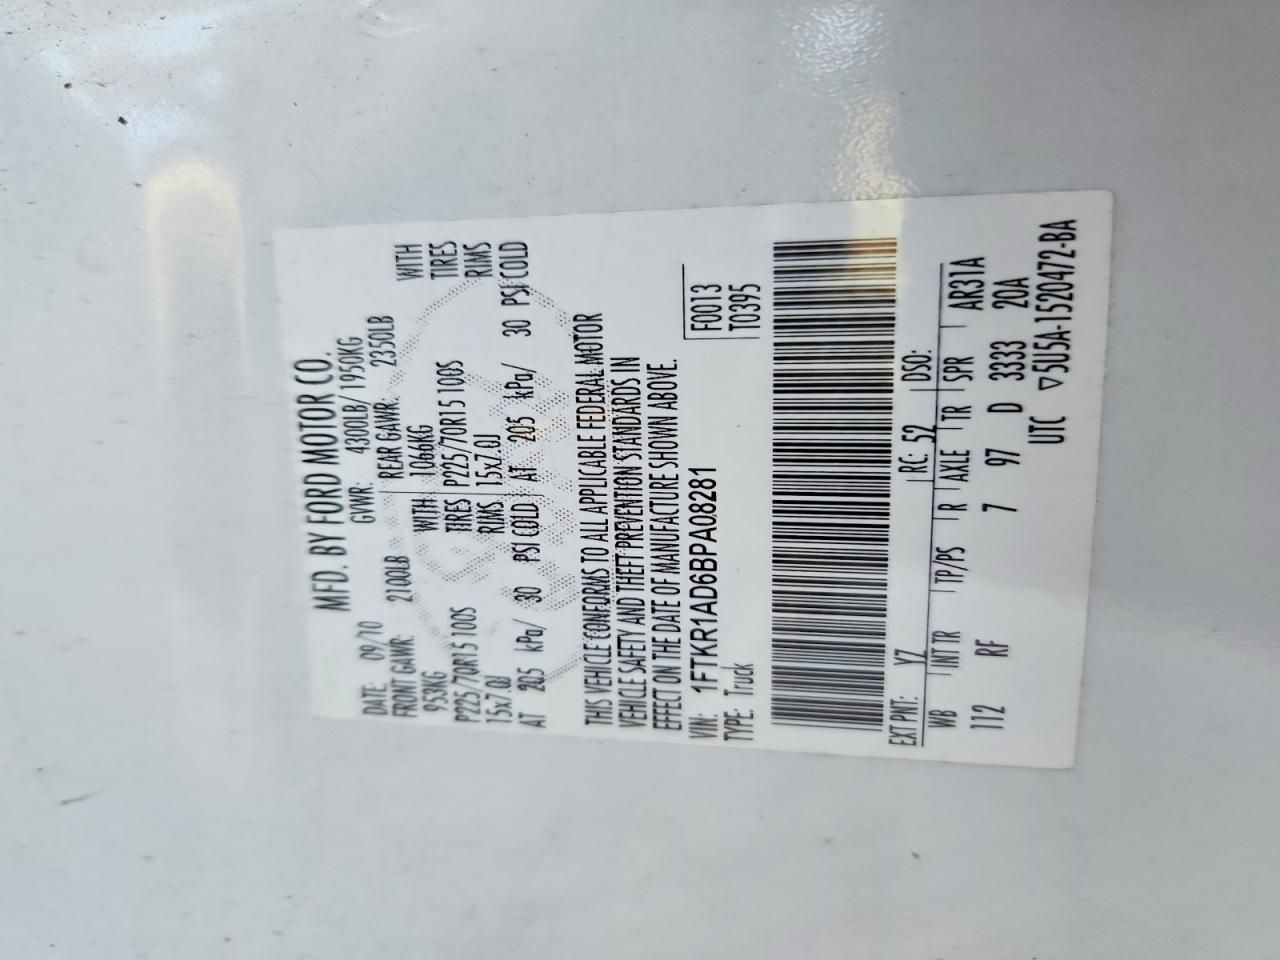 MFD. BY FORD MOTOR CO.
DATE: 09/10 GVWR: 4300LB/ 1950KG
FRONT GAWR: 2100LB REAR GAWR: 2350LB
953KG WITH 1066KG WITH
P225/70R15 100S TIRES P225/70R15 100S TIRES
15x7.0J RIMS 15x7.0J RIMS
AT 205 kPa/ 30 PSI COLD AT 205 kPa/ 30 PSI COLD
THIS VEHICLE CONFORMS TO ALL APPLICABLE FEDERAL MOTOR
VEHICLE SAFETY AND THEFT PREVENTION STANDARDS IN
EFFECT ON THE DATE OF MANUFACTURE SHOWN ABOVE.
VIN: 1FTKR1AD6BPA08281 F0013
TYPE: Truck T0395
EXT PNT: YZ RC: 52 DSO:
WB INT TR TP/PS R AXLE TR SPR AR31A
112 RF 7 97 D 3333 20A
UTC ▽5U5A-1520472-BA